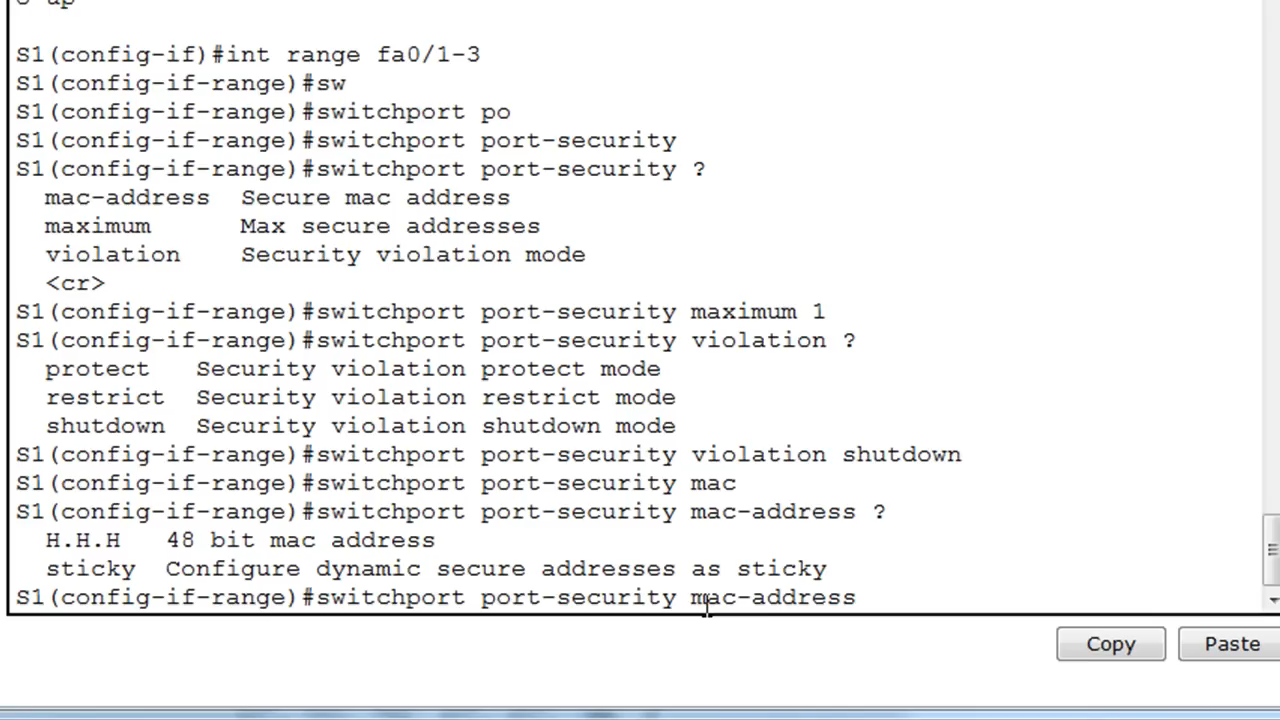 S1(config-if)#int range fa0/1-3
S1(config-if-range)#sw
S1(config-if-range)#switchport po
S1(config-if-range)#switchport port-security
S1(config-if-range)#switchport port-security ?
mac-address  Secure mac address
maximum      Max secure addresses
violation    Security violation mode
<cr>
S1(config-if-range)#switchport port-security maximum 1
S1(config-if-range)#switchport port-security violation ?
protect   Security violation protect mode
restrict  Security violation restrict mode
shutdown  Security violation shutdown mode
S1(config-if-range)#switchport port-security violation shutdown
S1(config-if-range)#switchport port-security mac
S1(config-if-range)#switchport port-security mac-address ?
H.H.H   48 bit mac address
sticky  Configure dynamic secure addresses as sticky
S1(config-if-range)#switchport port-security mac-address
Copy
Paste